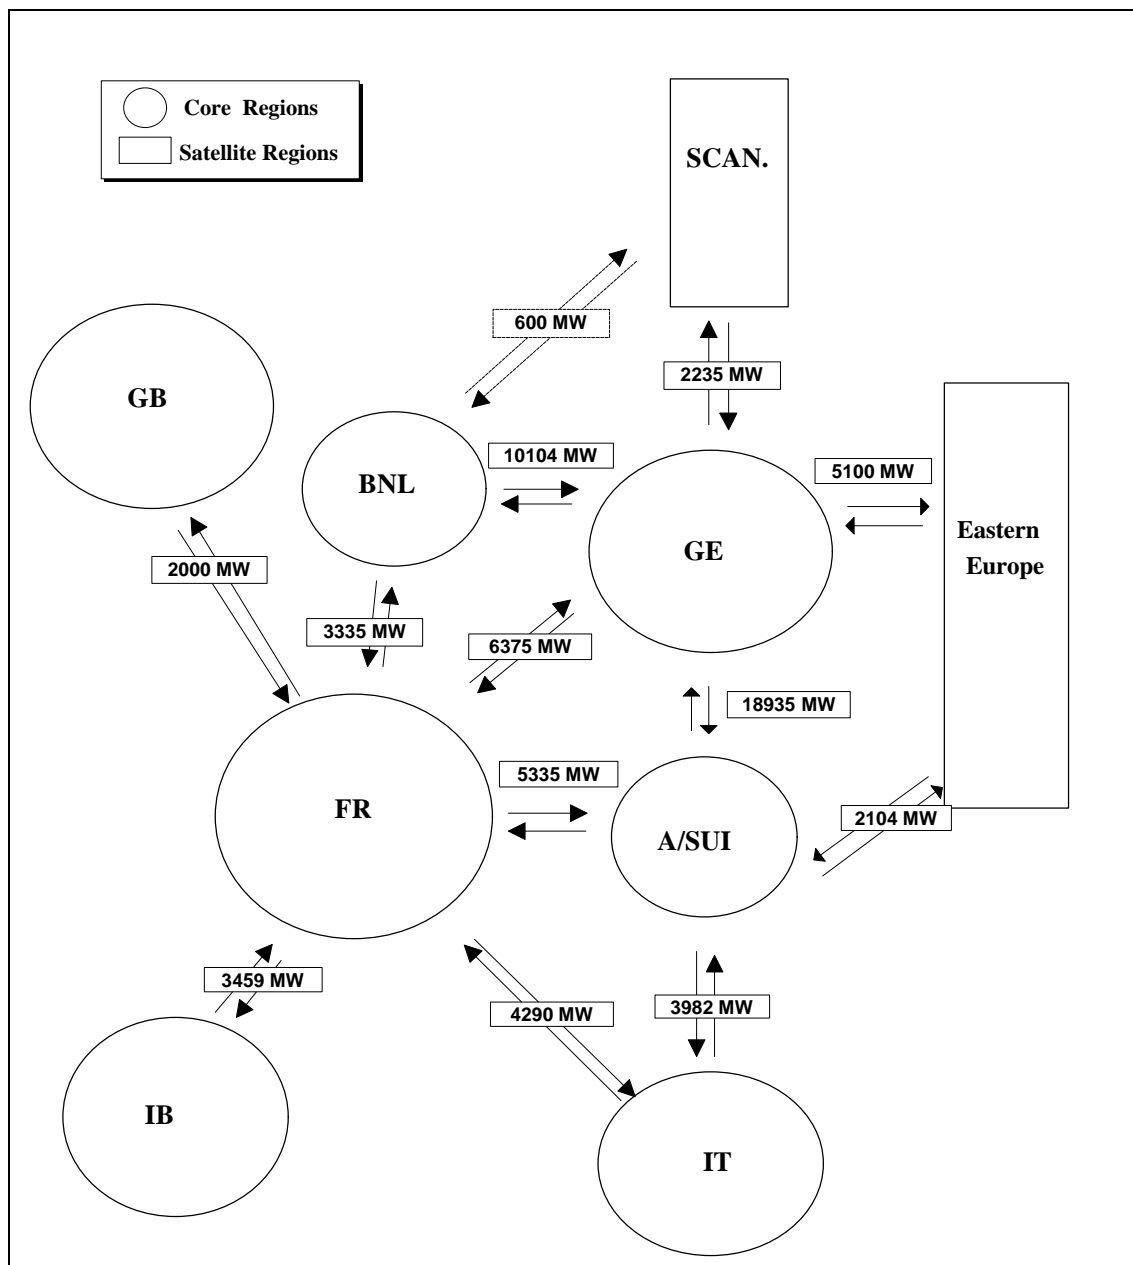 Core Regions
Satellite Regions
SCAN.
600 MW
2235 MW
GB
10104 MW
5100 MW
BNL
GE
Eastern
Europe
2000 MW
3335 MW
6375 MW
18935 MW
5335 MW
FR
A/SUI
2104 MW
3459 MW
4290 MW
3982 MW
IB
IT